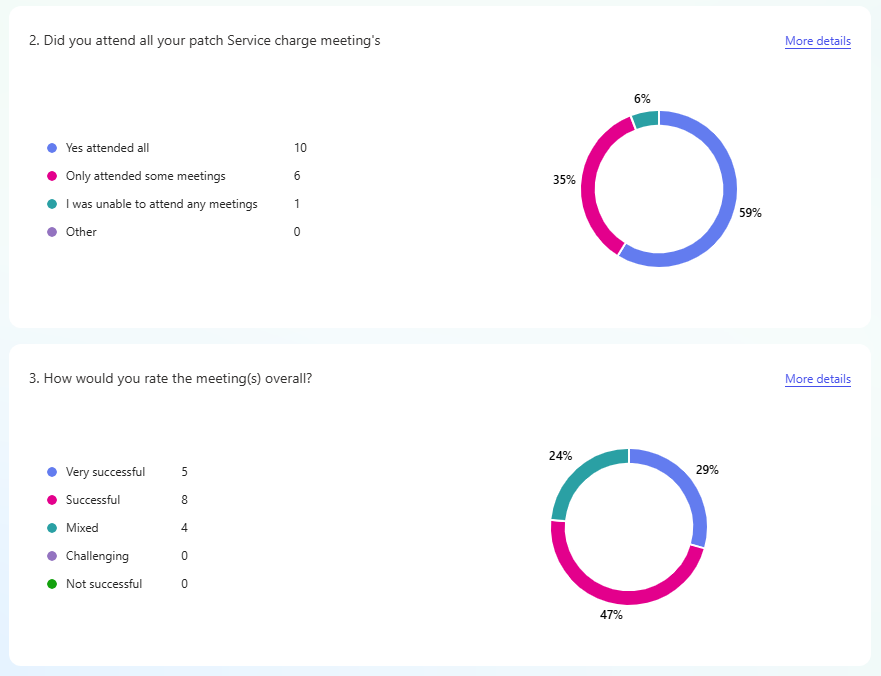 2. Did you attend all your patch Service charge meeting's
More details
6%
Yes attended all 10
Only attended some meetings 6
35%
I was unable to attend any meetings 1
59%
Other 0
3. How would you rate the meeting(s) overall?
More details
24%
29%
Very successful 5
Successful 8
Mixed 4
Challenging 0
Not successful 0
47%